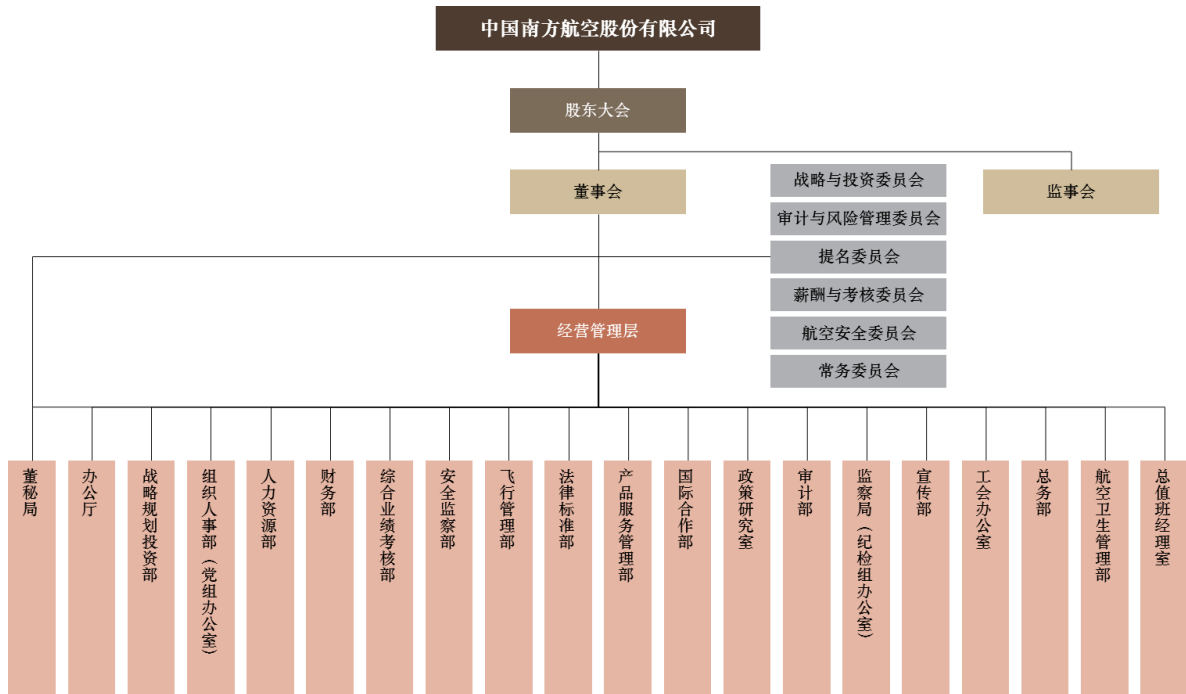 中国南方航空股份有限公司
股东大会
董事会
战略与投资委员会
监事会
审计与风险管理委员会
提名委员会
薪酬与考核委员会
经营管理层
航空安全委员会
常务委员会
董秘局
办公厅
战略规划投资部
组织人事部（党组办公室）
人力资源部
财务部
综合业绩考核部
安全监察部
飞行管理部
法律标准部
产品服务管理部
国际合作部
政策研究室
审计部
监察局（纪检组办公室）
宣传部
工会办公室
总务部
航空卫生管理部
总值班经理室